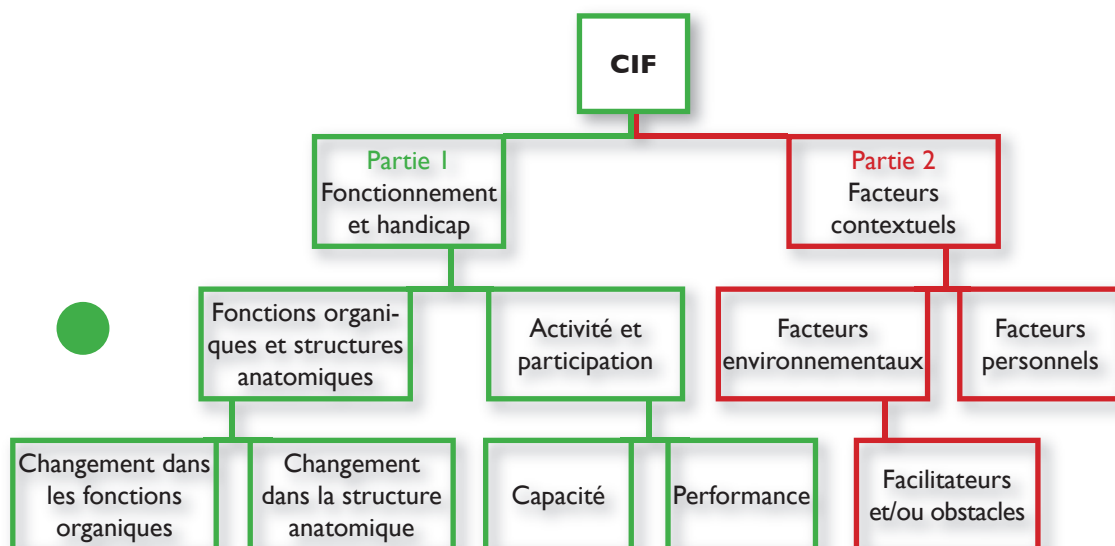 CIF
Partie 1
Fonctionnement
et handicap
Partie 2
Facteurs
contextuels
Fonctions organi-
ques et structures
anatomiques
Activité et
participation
Facteurs
environnementaux
Facteurs
personnels
Changement dans
les fonctions
organiques
Changement
dans la structure
anatomique
Capacité
Performance
Facilitateurs
et/ou obstacles